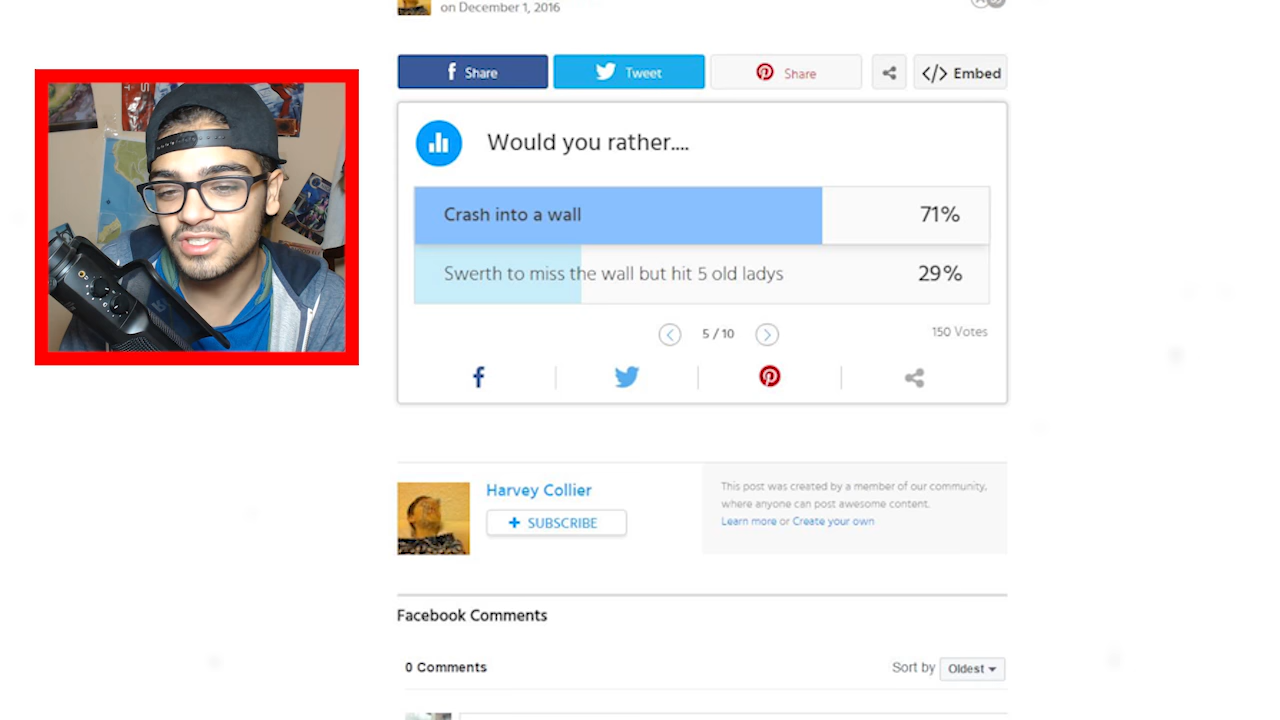 on December 1, 2016
Share
Tweet
Share
</> Embed
Would you rather....
Crash into a wall 71%
Swerth to miss the wall but hit 5 old ladys 29%
5 / 10
150 Votes
Harvey Collier
+ SUBSCRIBE
This post was created by a member of our community,
where anyone can post awesome content.
Learn more or Create your own
Facebook Comments
0 Comments
Sort by Oldest